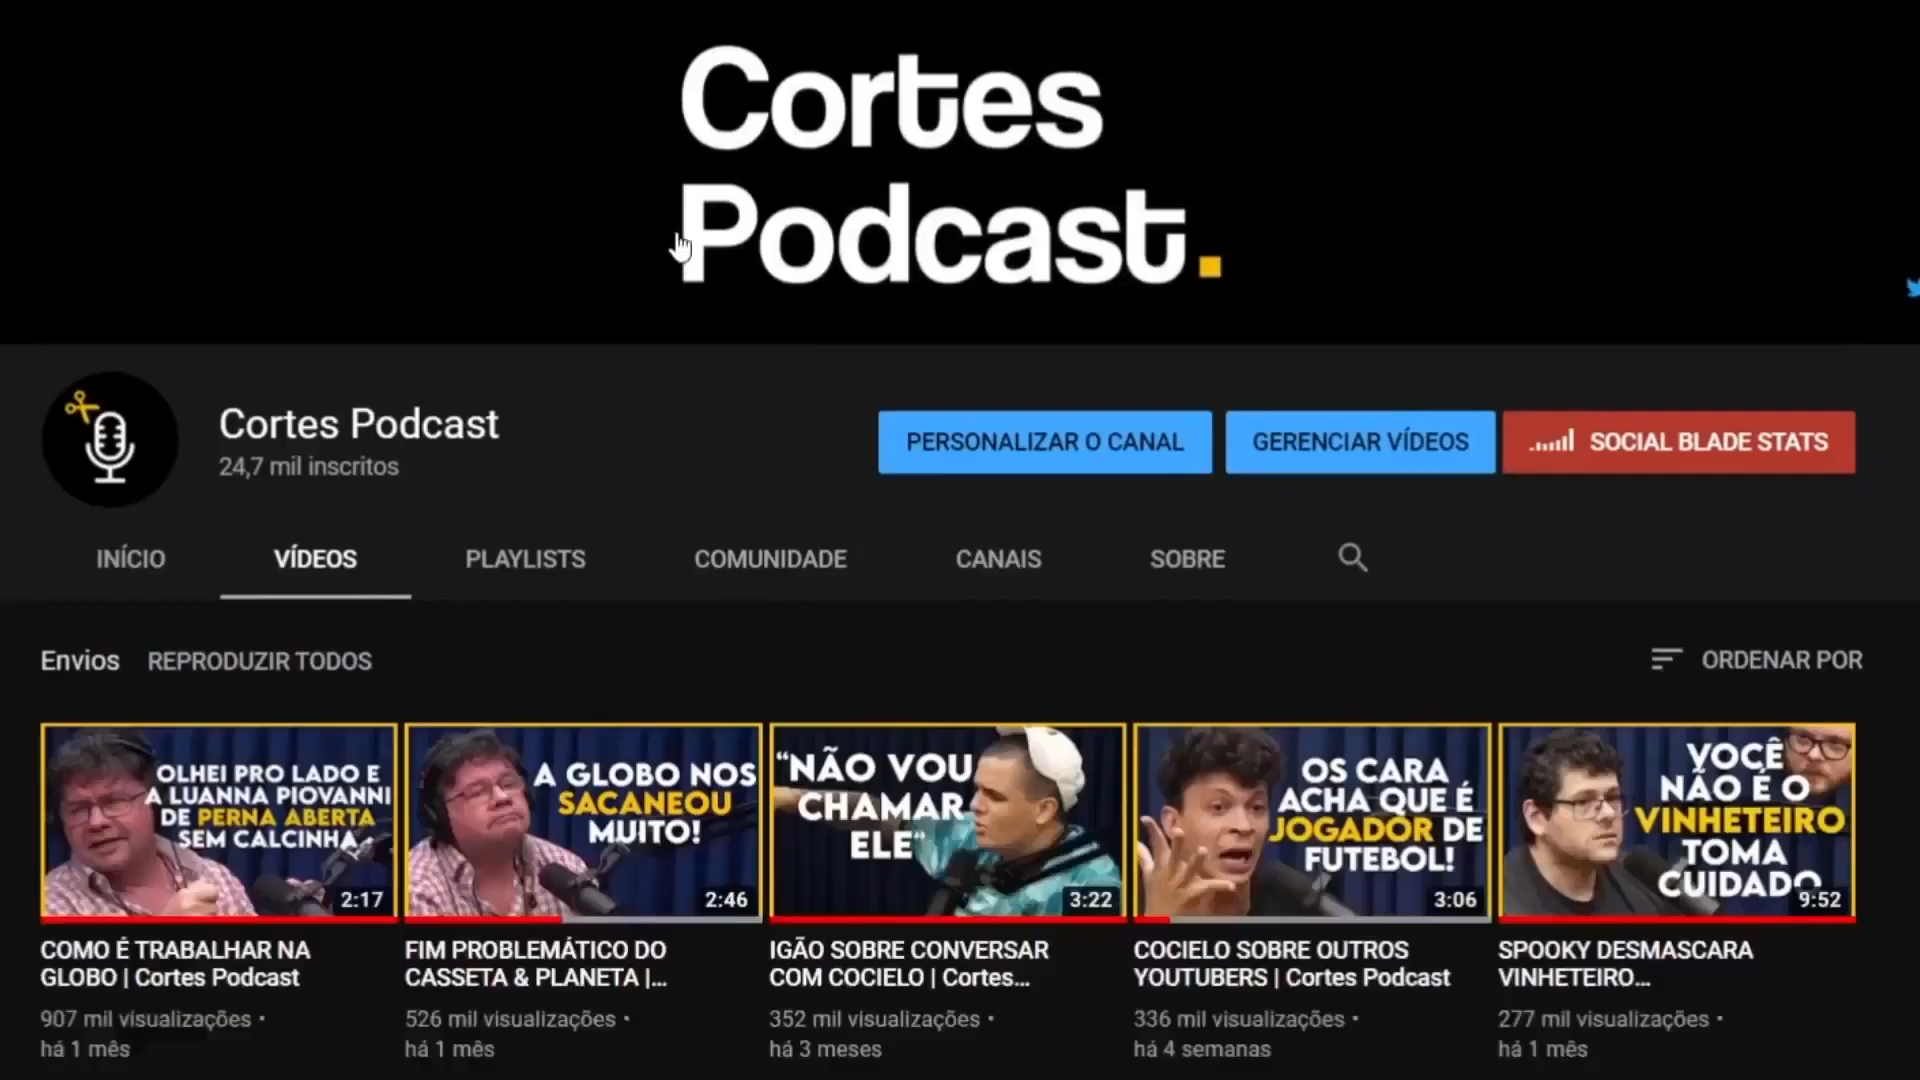 Cortes
Podcast.
Cortes Podcast
24,7 mil inscritos
PERSONALIZAR O CANAL
GERENCIAR VÍDEOS
SOCIAL BLADE STATS
INÍCIO
VÍDEOS
PLAYLISTS
COMUNIDADE
CANAIS
SOBRE
Envios
REPRODUZIR TODOS
ORDENAR POR
OLHEI PRO LADO E
A LUANNA PIOVANNI
DE PERNA ABERTA
SEM CALCINHA
2:17
COMO É TRABALHAR NA
GLOBO | Cortes Podcast
907 mil visualizações •
há 1 mês
A GLOBO NOS
SACANEOU
MUITO!
2:46
FIM PROBLEMÁTICO DO
CASSETA & PLANETA |...
526 mil visualizações •
há 1 mês
“NÃO VOU
CHAMAR
ELE“
3:22
IGÃO SOBRE CONVERSAR
COM COCIELO | Cortes...
352 mil visualizações •
há 3 meses
OS CARA
ACHA QUE É
JOGADOR DE
FUTEBOL!
3:06
COCIELO SOBRE OUTROS
YOUTUBERS | Cortes Podcast
336 mil visualizações •
há 4 semanas
VOCÊ
NÃO É O
VINHETEIRO
TOMA
CUIDADO
9:52
SPOOKY DESMASCARA
VINHETEIRO...
277 mil visualizações •
há 1 mês